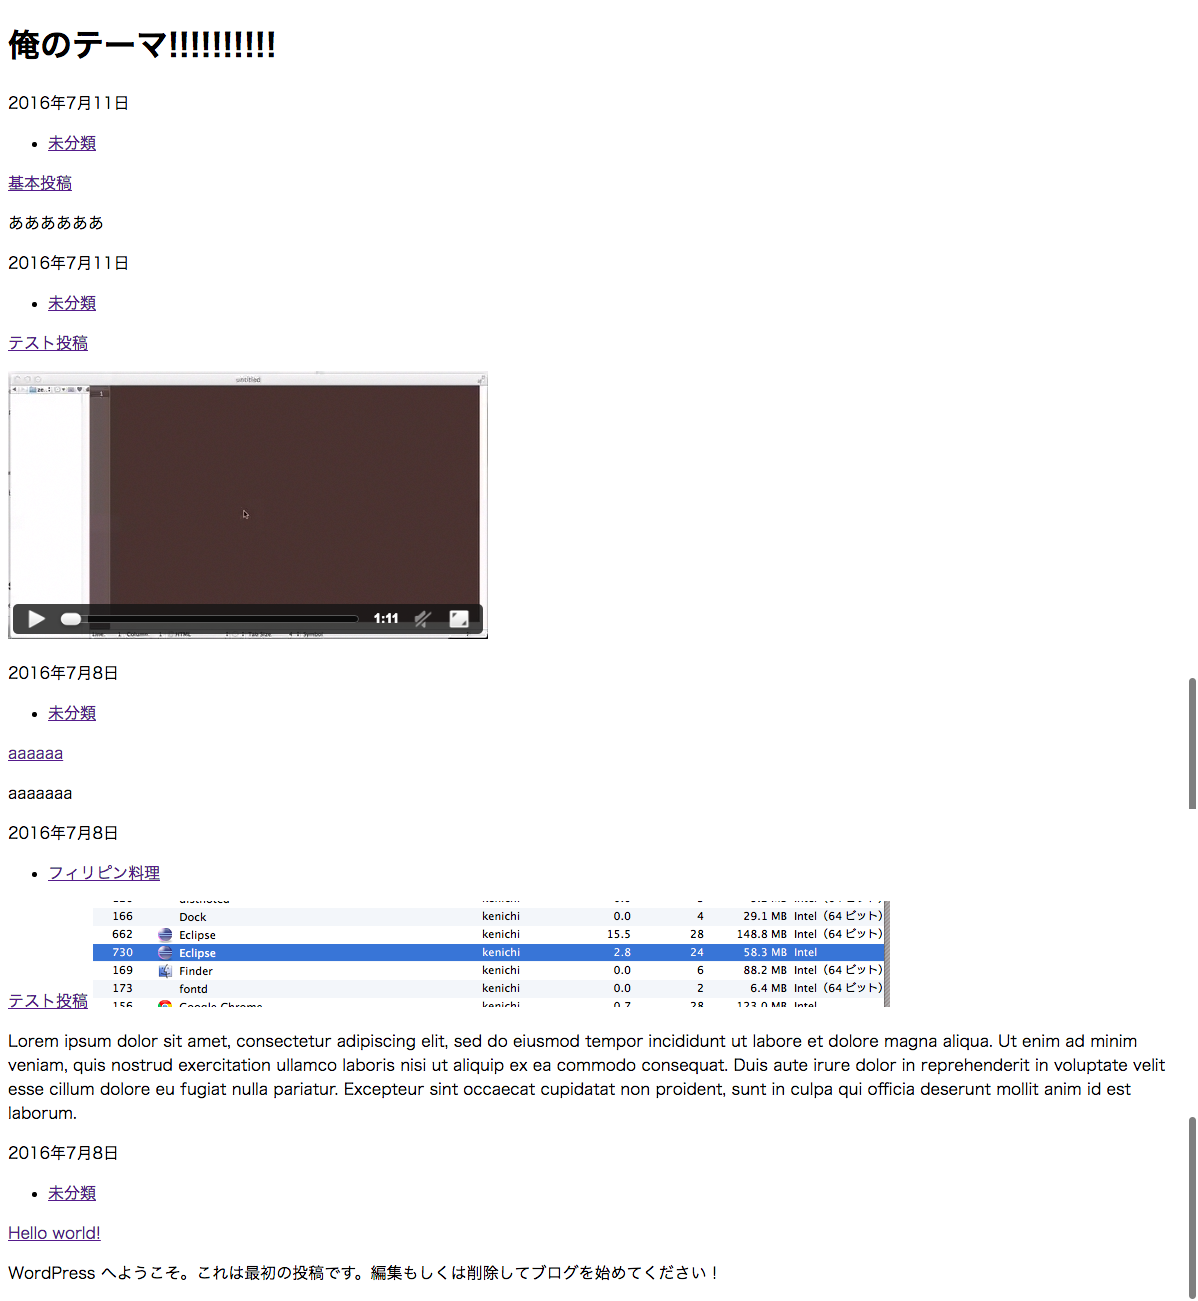 俺のテーマ!!!!!!!!!!
2016年7月11日
未分類
基本投稿
ああああああ
2016年7月11日
未分類
テスト投稿
untitled
1
1:11
2016年7月8日
未分類
aaaaaa
aaaaaaa
2016年7月8日
フィリピン料理
166 Dock kenichi 0.0 4 29.1 MB Intel（64 ビット）
662 Eclipse kenichi 15.5 28 148.8 MB Intel（64 ビット）
730 Eclipse kenichi 2.8 24 58.3 MB Intel
169 Finder kenichi 0.0 6 88.2 MB Intel（64 ビット）
173 fontd kenichi 0.0 2 6.4 MB Intel（64 ビット）
156 Google Chrome kenichi 0.7 28 123.0 MB Intel
テスト投稿
Lorem ipsum dolor sit amet, consectetur adipiscing elit, sed do eiusmod tempor incididunt ut labore et dolore magna aliqua. Ut enim ad minim
veniam, quis nostrud exercitation ullamco laboris nisi ut aliquip ex ea commodo consequat. Duis aute irure dolor in reprehenderit in voluptate velit
esse cillum dolore eu fugiat nulla pariatur. Excepteur sint occaecat cupidatat non proident, sunt in culpa qui officia deserunt mollit anim id est
laborum.
2016年7月8日
未分類
Hello world!
WordPress へようこそ。これは最初の投稿です。編集もしくは削除してブログを始めてください！